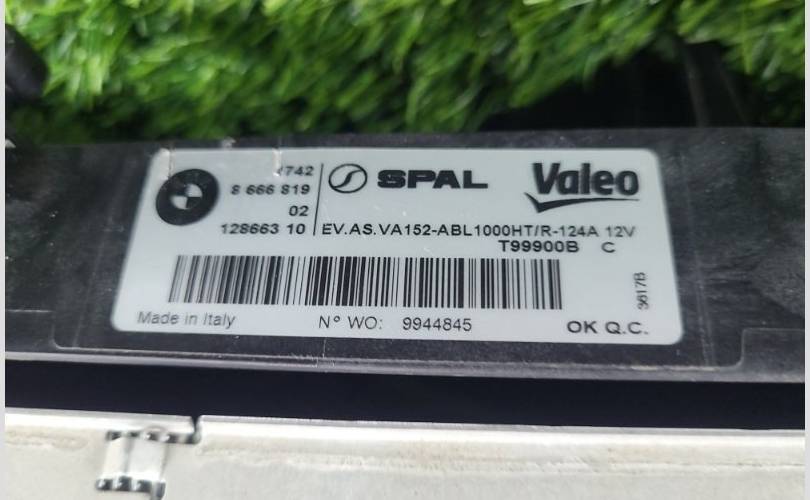 1742
8 666 819
02
128663 10
SPAL
Valeo
EV.AS.VA152-ABL1000HT/R-124A 12V
T99900B C
3617B
Made in Italy
N° WO: 9944845
OK Q.C.